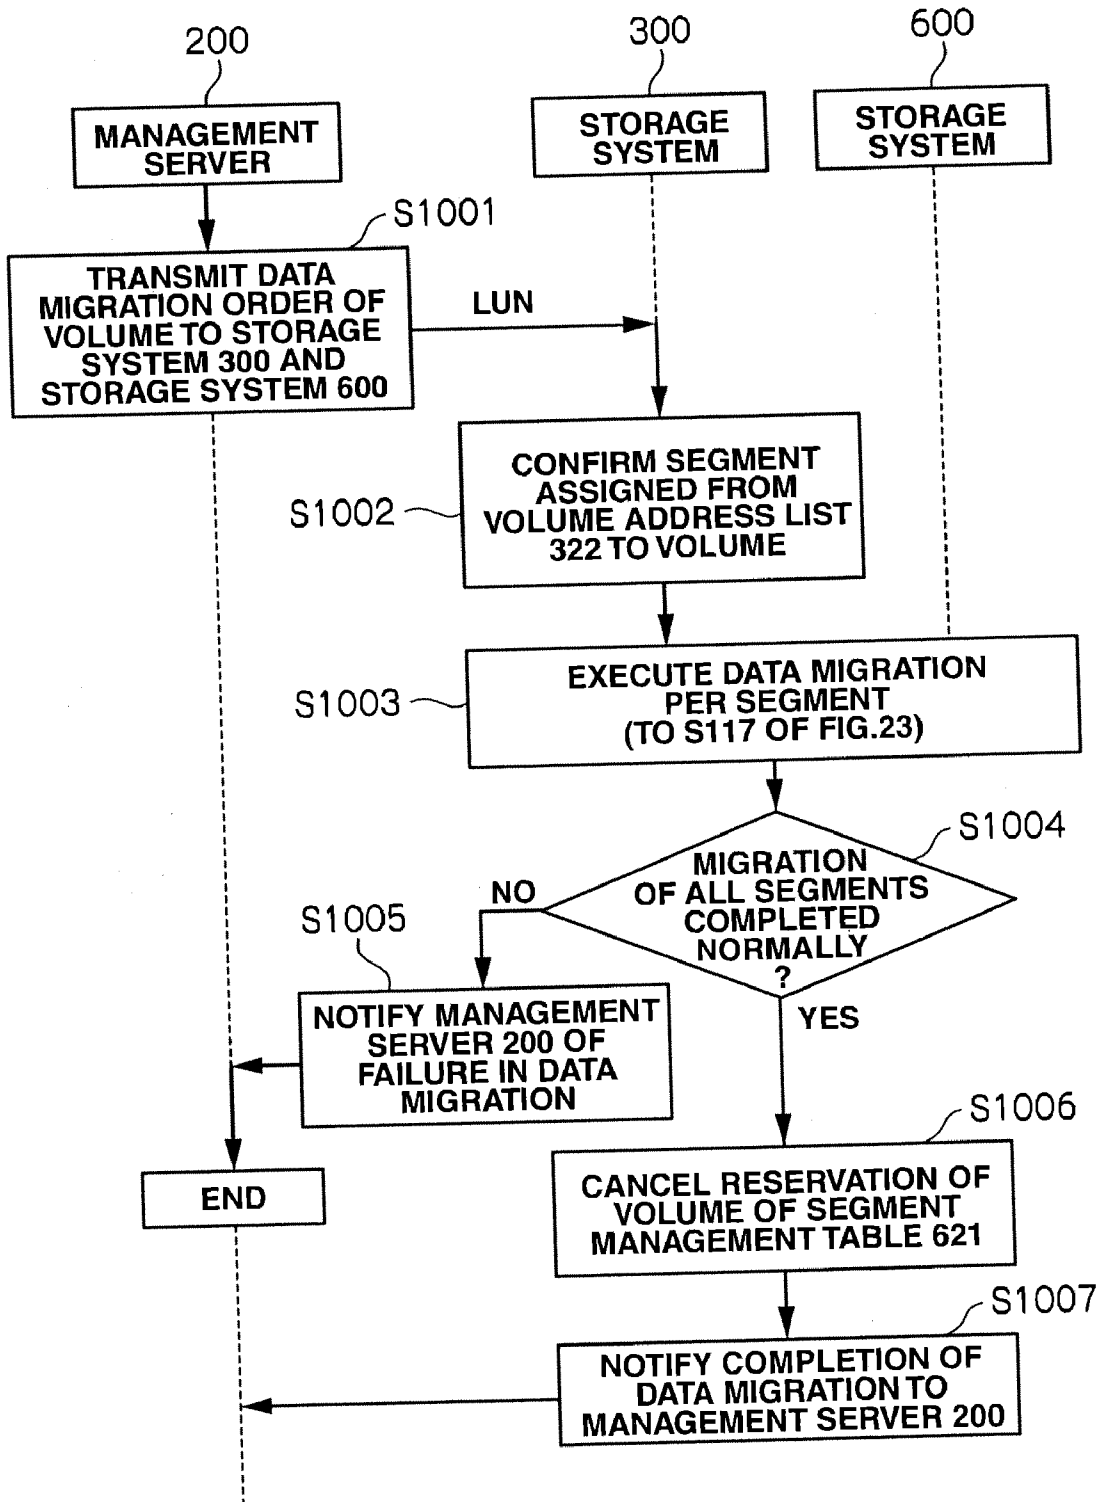 200
300
600
MANAGEMENT
SERVER
STORAGE
SYSTEM
STORAGE
SYSTEM
S1001
TRANSMIT DATA
MIGRATION ORDER OF
VOLUME TO STORAGE
SYSTEM 300 AND
STORAGE SYSTEM 600
LUN
S1002
CONFIRM SEGMENT
ASSIGNED FROM
VOLUME ADDRESS LIST
322 TO VOLUME
S1003
EXECUTE DATA MIGRATION
PER SEGMENT
(TO S117 OF FIG.23)
S1004
MIGRATION
OF ALL SEGMENTS
COMPLETED
NORMALLY
?
NO
YES
S1005
NOTIFY MANAGEMENT
SERVER 200 OF
FAILURE IN DATA
MIGRATION
END
S1006
CANCEL RESERVATION OF
VOLUME OF SEGMENT
MANAGEMENT TABLE 621
S1007
NOTIFY COMPLETION OF
DATA MIGRATION TO
MANAGEMENT SERVER 200